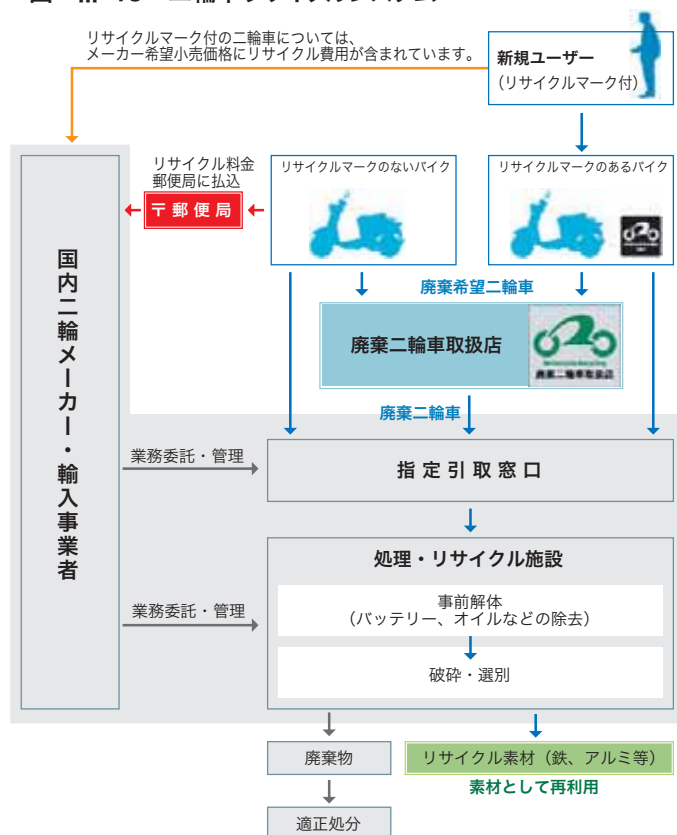 リサイクルマーク付の二輪車については、
メーカー希望小売価格にリサイクル費用が含まれています。
新規ユーザー
(リサイクルマーク付)
リサイクル料金
郵便局に払込
〒郵便局
リサイクルマークのないバイク
リサイクルマークのあるバイク
廃棄希望二輪車
廃棄二輪車取扱店
廃棄二輪車取扱店
廃棄二輪車
国内二輪メーカー・輸入事業者
業務委託・管理
指定引取窓口
処理・リサイクル施設
事前解体
(バッテリー、オイルなどの除去)
業務委託・管理
破砕・選別
廃棄物
リサイクル素材(鉄、アルミ等)
素材として再利用
適正処分